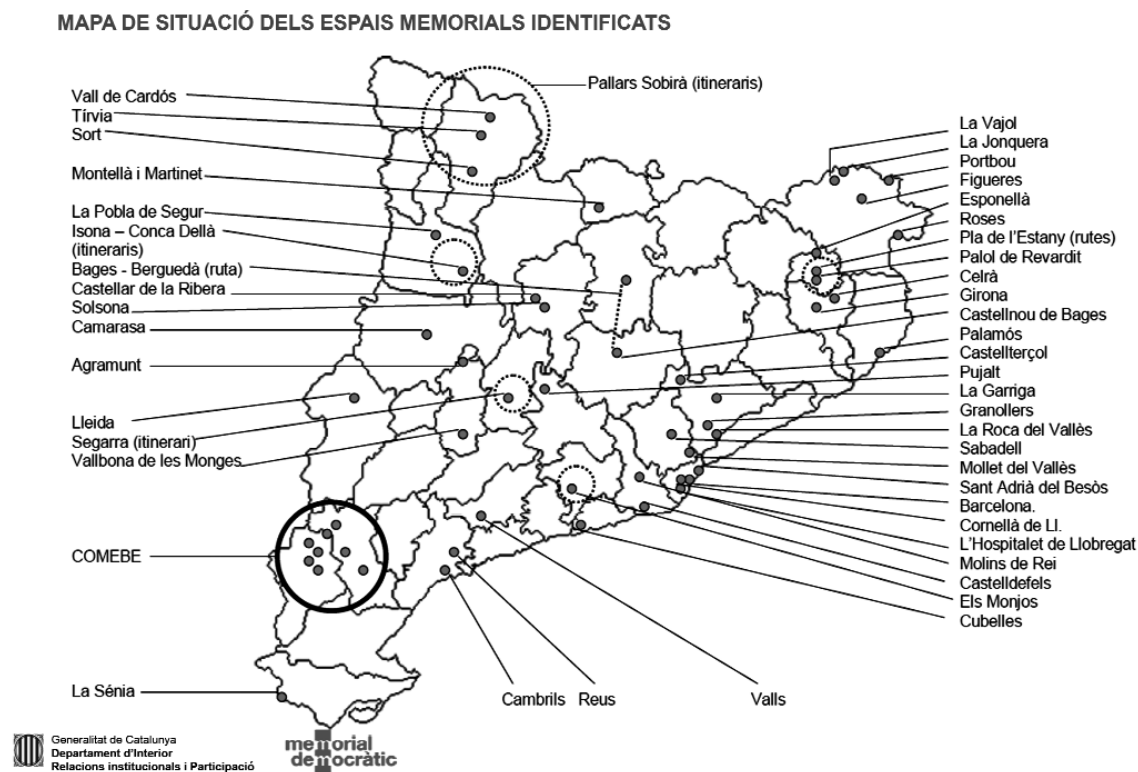 MAPA DE SITUACIÓ DELS ESPAIS MEMORIALS IDENTIFICATS
Pallars Sobirà (itineraris)
Vall de Cardós
Tírvia
Sort
Montellà i Martinet
La Pobla de Segur
Isona – Conca Dellà
(itineraris)
Bages - Berguedà (ruta)
Castellar de la Ribera
Solsona
Camarasa
Agramunt
Lleida
Segarra (itinerari)
Vallbona de les Monges
COMEBE
La Sénia
La Vajol
La Jonquera
Portbou
Figueres
Esponellà
Roses
Pla de l'Estany (rutes)
Palol de Revardit
Celrà
Girona
Castellnou de Bages
Palamós
Castellterçol
Pujalt
La Garriga
Granollers
La Roca del Vallès
Sabadell
Mollet del Vallès
Sant Adrià del Besòs
Barcelona.
Cornellà de Ll.
L'Hospitalet de Llobregat
Molins de Rei
Castelldefels
Els Monjos
Cubelles
Cambrils
Reus
Valls
Generalitat de Catalunya
Departament d'Interior
Relacions institucionals i Participació
memorial
democràtic